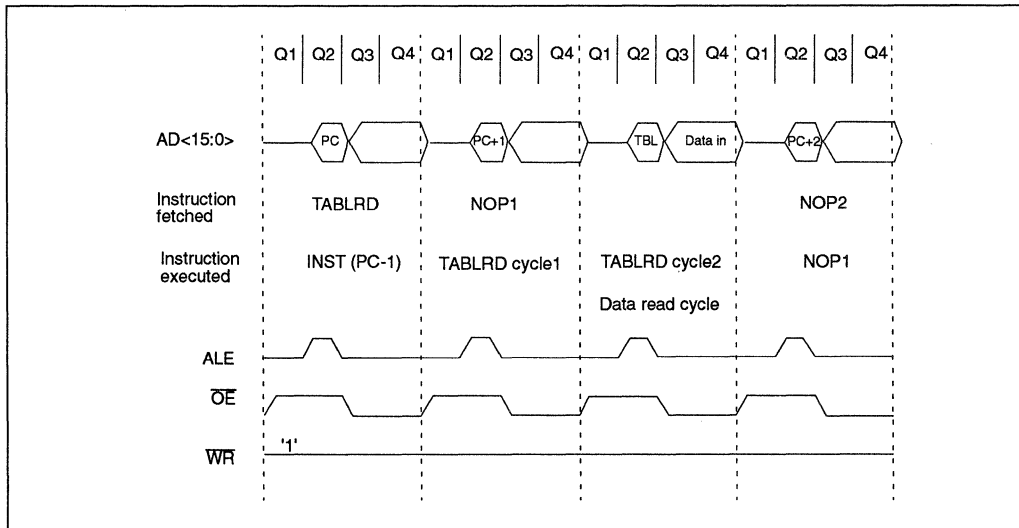 Q1 Q2 Q3 Q4 Q1 Q2 Q3 Q4 Q1 Q2 Q3 Q4 Q1 Q2 Q3 Q4
AD<15:0> PC PC+1 TBL Data in PC+2
Instruction
fetched TABLRD NOP1 NOP2
Instruction
executed INST (PC-1) TABLRD cycle1 TABLRD cycle2 NOP1
Data read cycle
ALE
OE
'1'
WR